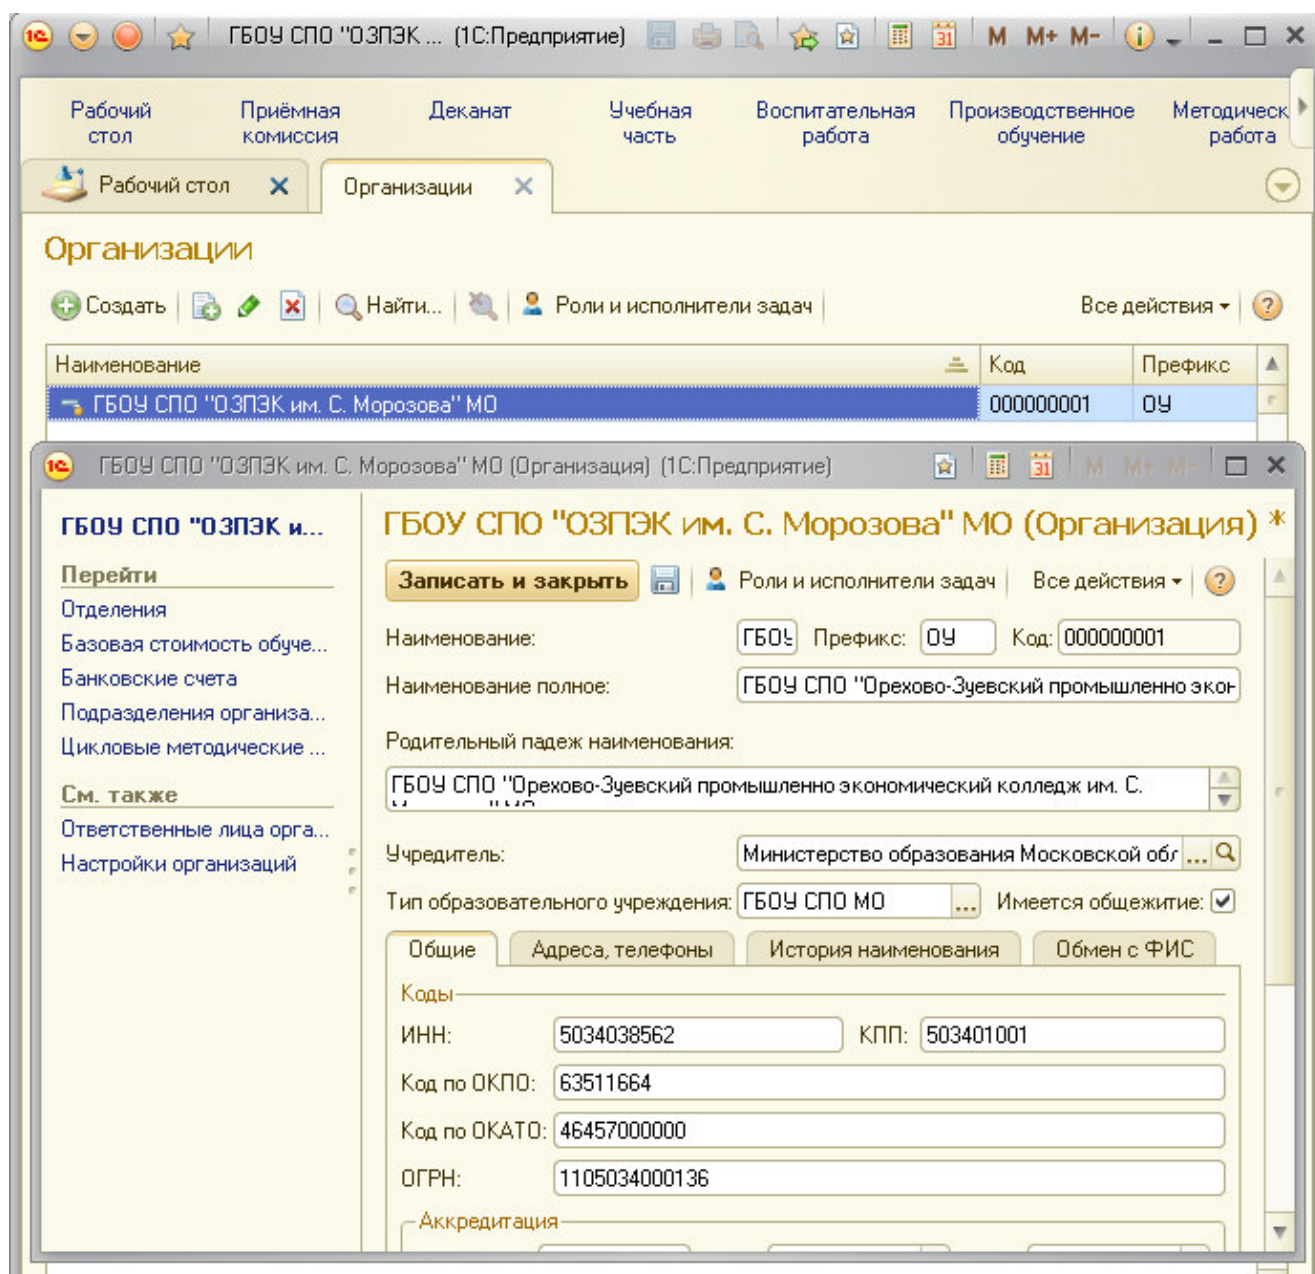 ГБОУ СПО "ОЗПЭК ... (1С:Предприятие) 31 M M+ M-
Рабочий стол
Приёмная комиссия
Деканат
Учебная часть
Воспитательная работа
Производственное обучение
Методическ работа
Рабочий стол Организации
Организации
Создать Найти... Роли и исполнители задач Все действия
Наименование Код Префикс
ГБОУ СПО "ОЗПЭК им. С. Морозова" МО 000000001 ОУ
ГБОУ СПО "ОЗПЭК им. С. Морозова" МО (Организация) (1С:Предприятие) 31 M M+ M-
ГБОУ СПО "ОЗПЭК и...
Перейти
Отделения
Базовая стоимость обуче...
Банковские счета
Подразделения организа...
Цикловые методические ...
См. также
Ответственные лица орга...
Настройки организаций
ГБОУ СПО "ОЗПЭК им. С. Морозова" МО (Организация) *
Записать и закрыть Роли и исполнители задач Все действия
Наименование: ГБОУ Префикс: ОУ Код: 000000001
Наименование полное: ГБОУ СПО "Орехово-Зуевский промышленно экон
Родительный падеж наименования:
ГБОУ СПО "Орехово-Зуевский промышленно экономический колледж им. С.
Учредитель: Министерство образования Московской обл ...
Тип образовательного учреждения: ГБОУ СПО МО ... Имеется общежитие:
Общие Адреса, телефоны История наименования Обмен с ФИС
Коды
ИНН: 5034038562 КПП: 503401001
Код по ОКПО: 63511664
Код по ОКАТО: 46457000000
ОГРН: 1105034000136
Аккредитация